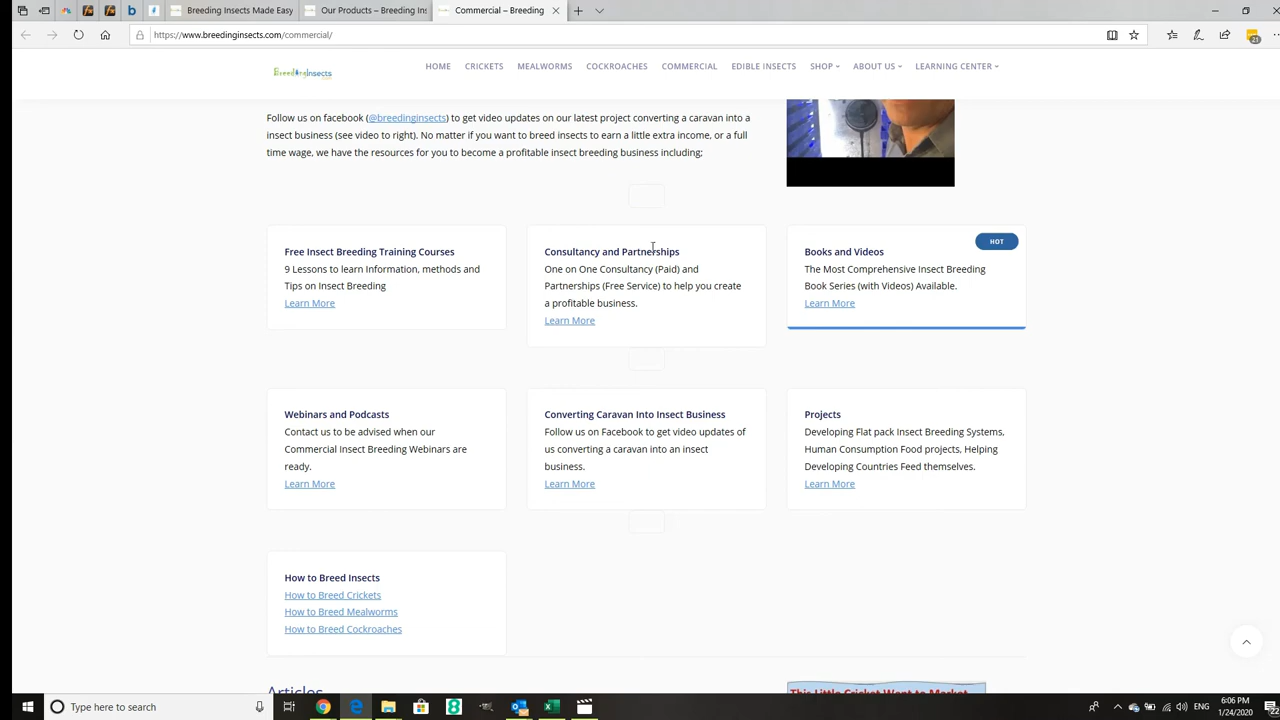 Breeding Insects Made Easy
Our Products – Breeding Ins
Commercial – Breeding
https://www.breedinginsects.com/commercial/
BreedingInsects
HOME
CRICKETS
MEALWORMS
COCKROACHES
COMMERCIAL
EDIBLE INSECTS
SHOP
ABOUT US
LEARNING CENTER
Follow us on facebook (@breedinginsects) to get video updates on our latest project converting a caravan into a
insect business (see video to right). No matter if you want to breed insects to earn a little extra income, or a full
time wage, we have the resources for you to become a profitable insect breeding business including;
Free Insect Breeding Training Courses
9 Lessons to learn Information, methods and
Tips on Insect Breeding
Learn More
Consultancy and Partnerships
One on One Consultancy (Paid) and
Partnerships (Free Service) to help you create
a profitable business.
Learn More
HOT
Books and Videos
The Most Comprehensive Insect Breeding
Book Series (with Videos) Available.
Learn More
Webinars and Podcasts
Contact us to be advised when our
Commercial Insect Breeding Webinars are
ready.
Learn More
Converting Caravan Into Insect Business
Follow us on Facebook to get video updates of
us converting a caravan into an insect
business.
Learn More
Projects
Developing Flat pack Insect Breeding Systems,
Human Consumption Food projects, Helping
Developing Countries Feed themselves.
Learn More
How to Breed Insects
How to Breed Crickets
How to Breed Mealworms
How to Breed Cockroaches
Articles
This Little Cricket Went to Market
Type here to search
ENG
6:06 PM
1/24/2020